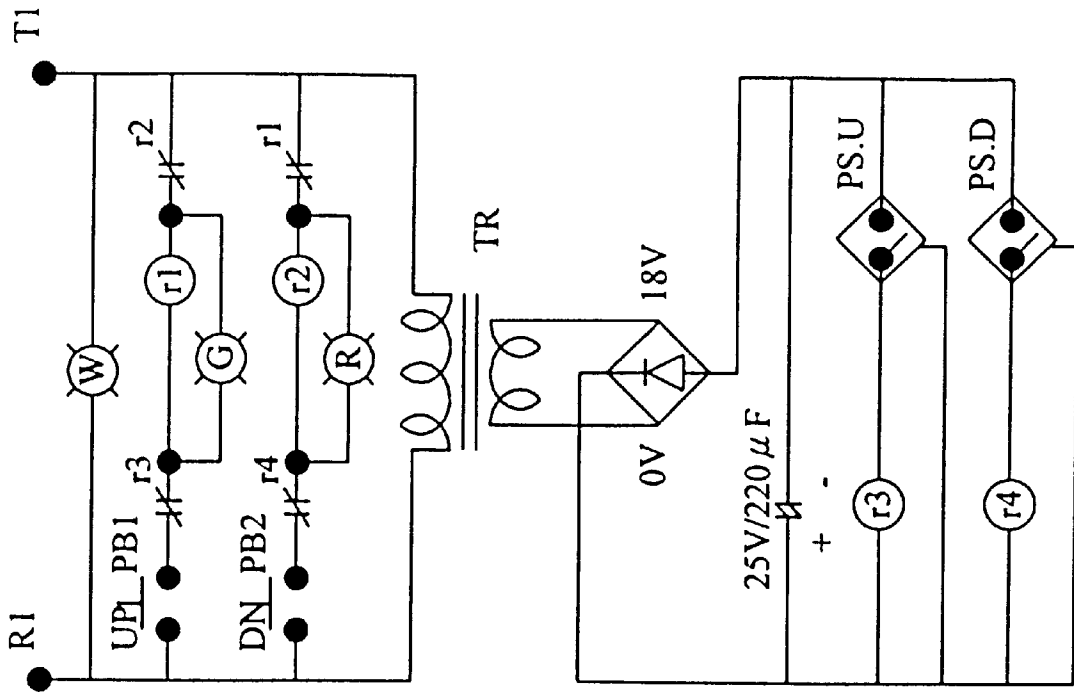 R1
T1
W
UP PB1
r3
r1
r2
G
DN PB2
r4
r2
r1
R
TR
0V
18V
25V/220μF
+
-
r3
PS.U
r4
PS.D